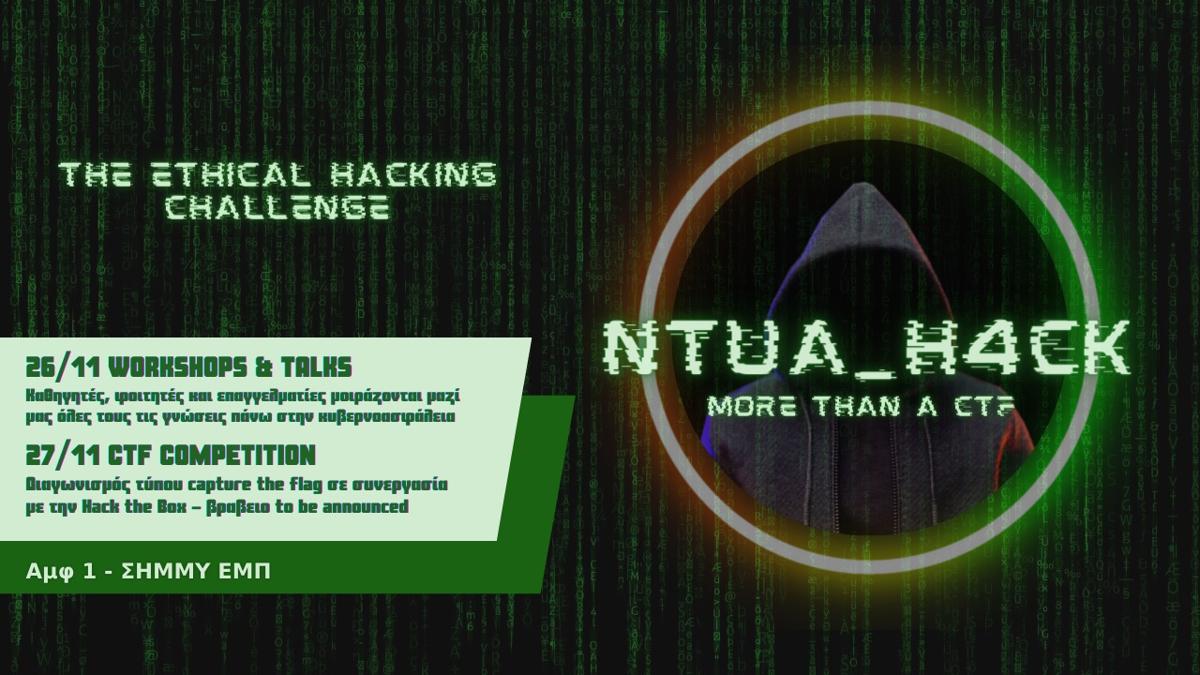 THE ETHICAL HACKING
CHALLENGE
26/11 WORKSHOPS & TALKS
Καθηγητές, φοιτητές και επαγγελματίες μοιράζονται μαζί
μας όλες τους τις γνώσεις πάνω στην κυβερνοασφάλεια
27/11 CTF COMPETITION
Διαγωνισμός τύπου capture the flag σε συνεργασία
με την Hack the Box – βραβειο to be announced
Αμφ 1 - ΣΗΜΜΥ ΕΜΠ
NTUA_H4CK
MORE THAN A CTF